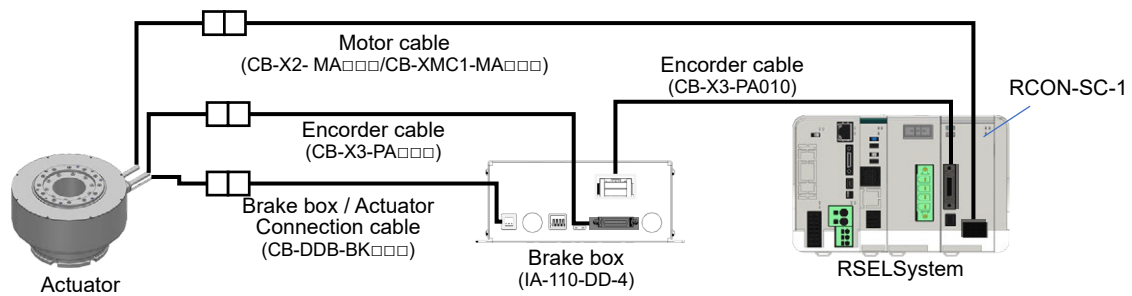 Motor cable
(CB-X2- MA□□□/CB-XMC1-MA□□□)
Encorder cable
(CB-X3-PA010)
RCON-SC-1
Encorder cable
(CB-X3-PA□□□)
Brake box / Actuator
Connection cable
(CB-DDB-BK□□□)
Brake box
(IA-110-DD-4)
RSELSystem
Actuator